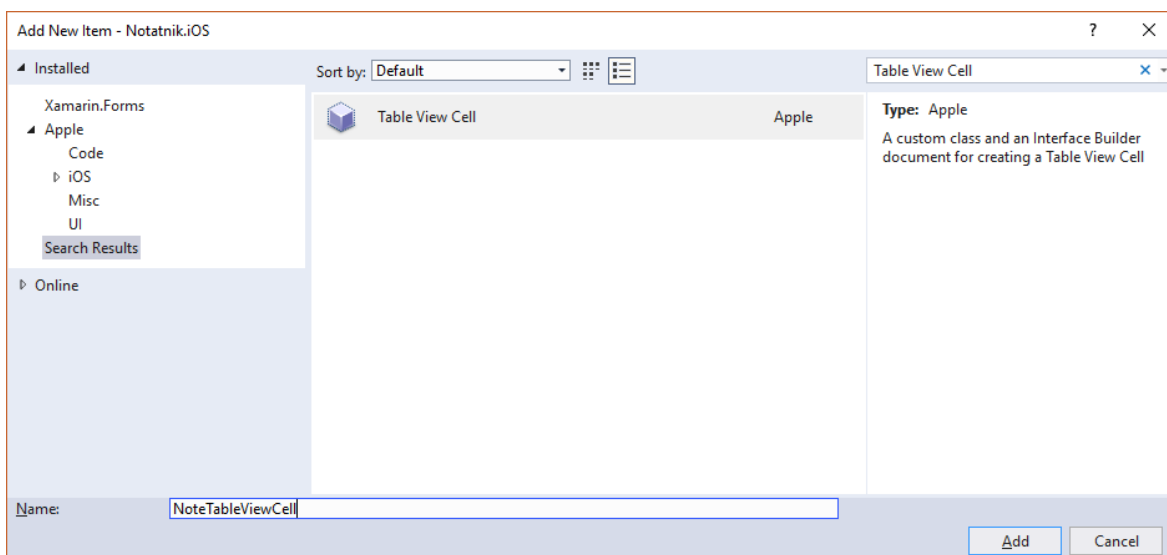 Add New Item - Notatnik.iOS
?
Installed
Sort by: Default
Table View Cell
Xamarin.Forms
Apple
Code
iOS
Misc
UI
Search Results
Online
Table View Cell
Apple
Type: Apple
A custom class and an Interface Builder
document for creating a Table View Cell
Name:
NoteTableViewCell
Add
Cancel